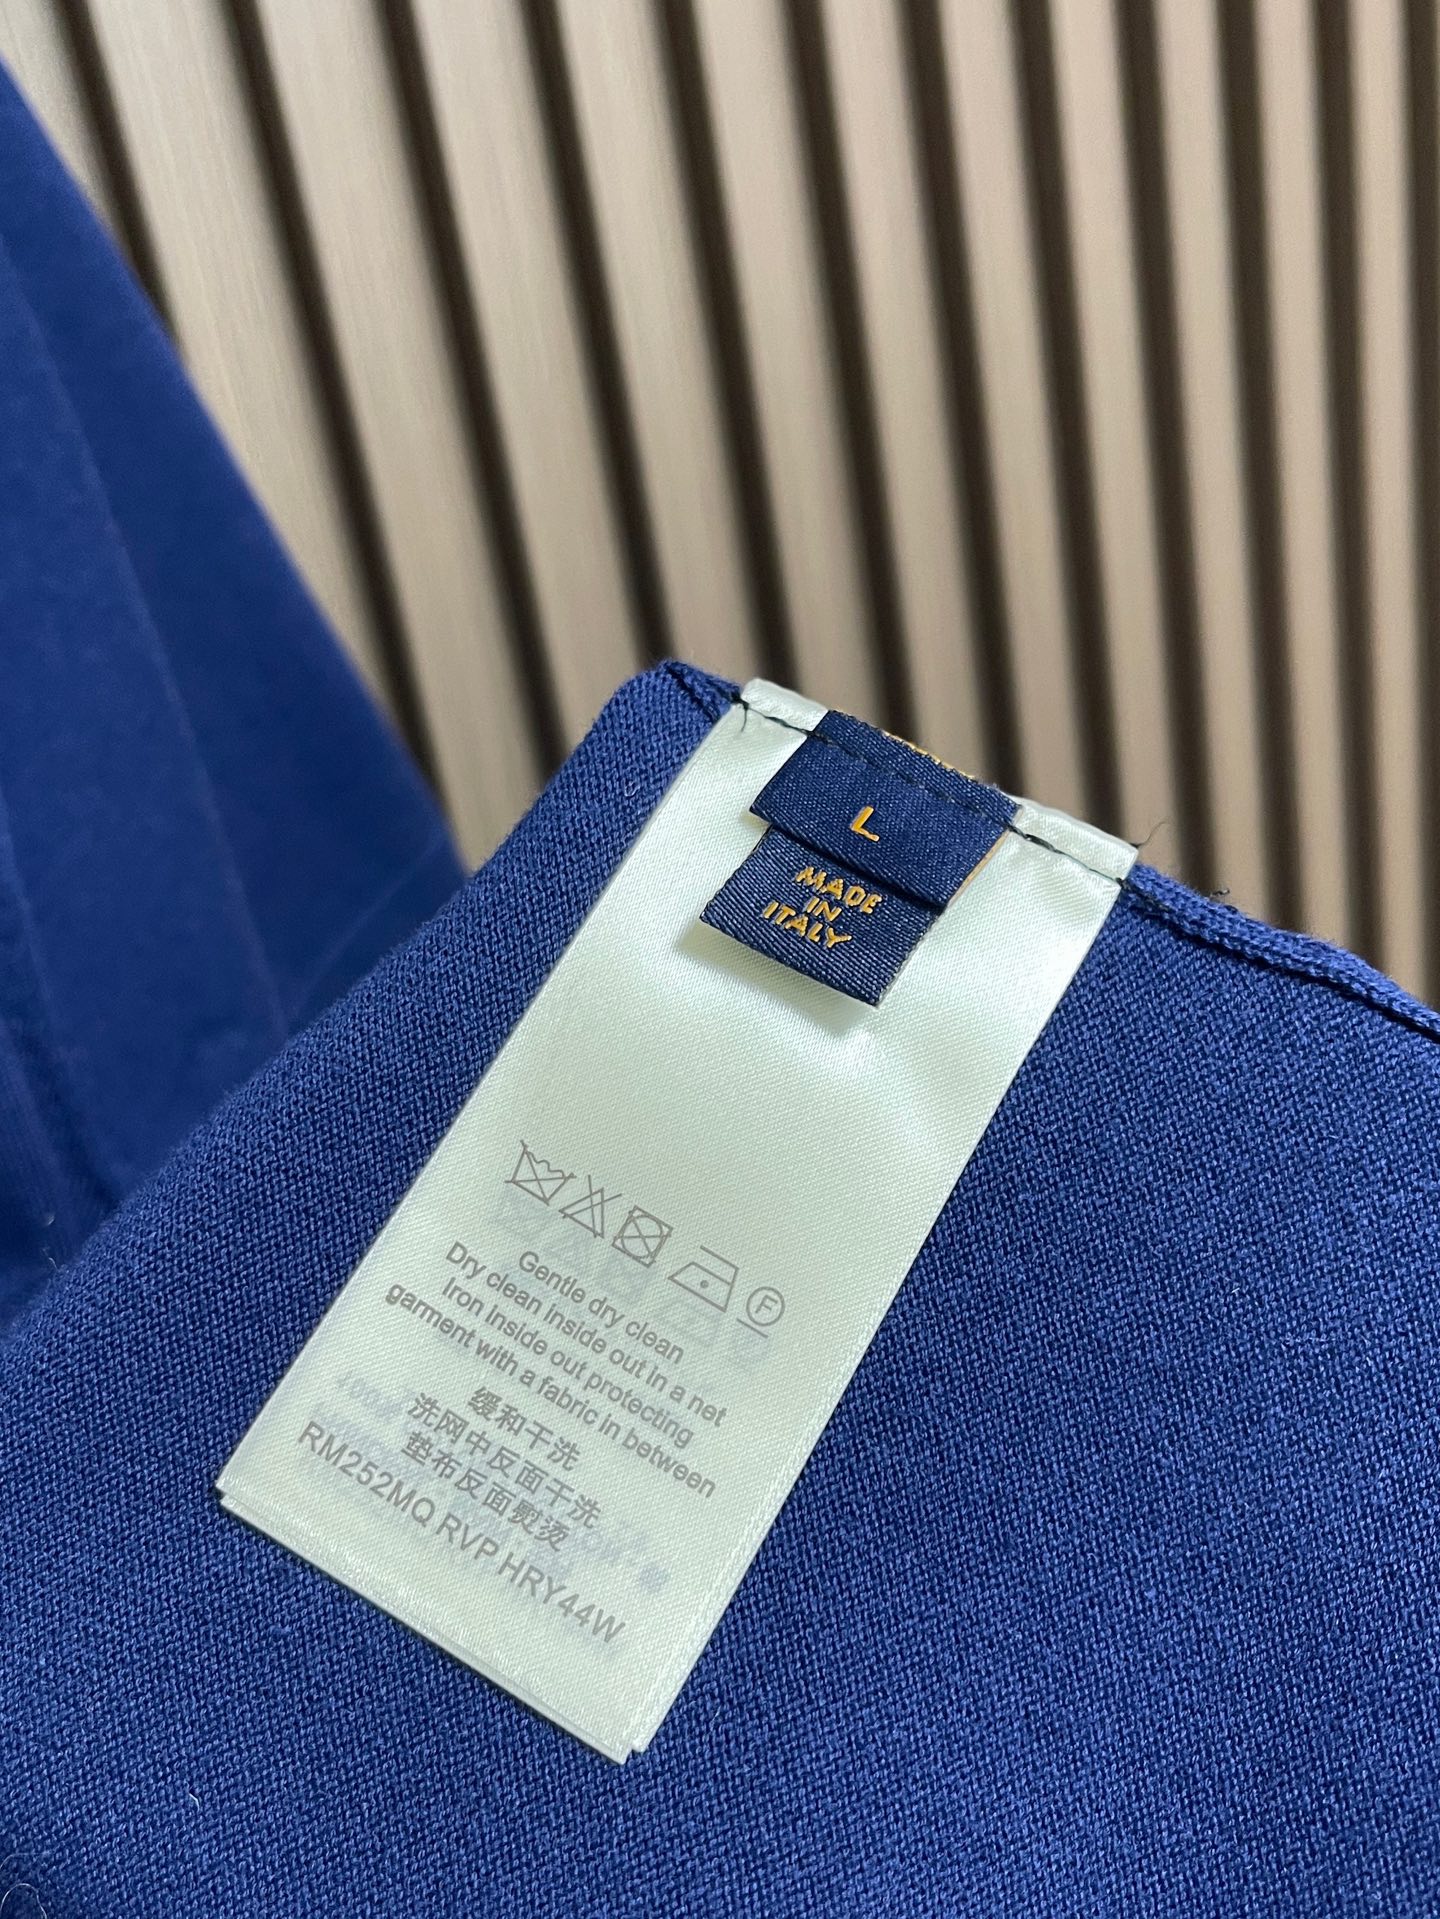 L
MADE
IN
ITALY
F
Gentle dry clean
Dry clean inside out in a net
Iron inside out protecting
garment with a fabric in between
缓和干洗
洗网中反面干洗
垫布反面熨烫
RM252MQ RVP HRY44W